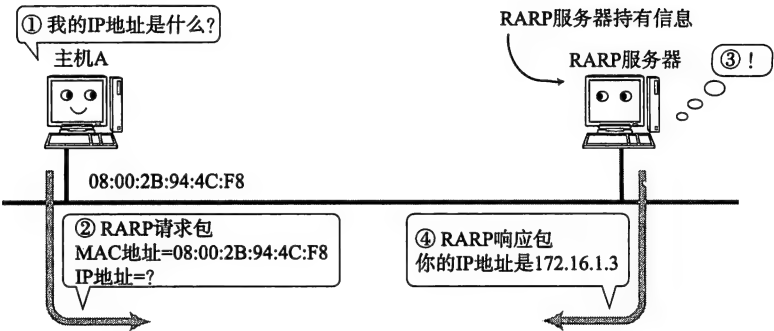 ① 我的IP地址是什么?
主机A
RARP服务器持有信息
RARP服务器
③!
08:00:2B:94:4C:F8
② RARP请求包
MAC地址=08:00:2B:94:4C:F8
IP地址=?
④ RARP响应包
你的IP地址是172.16.1.3